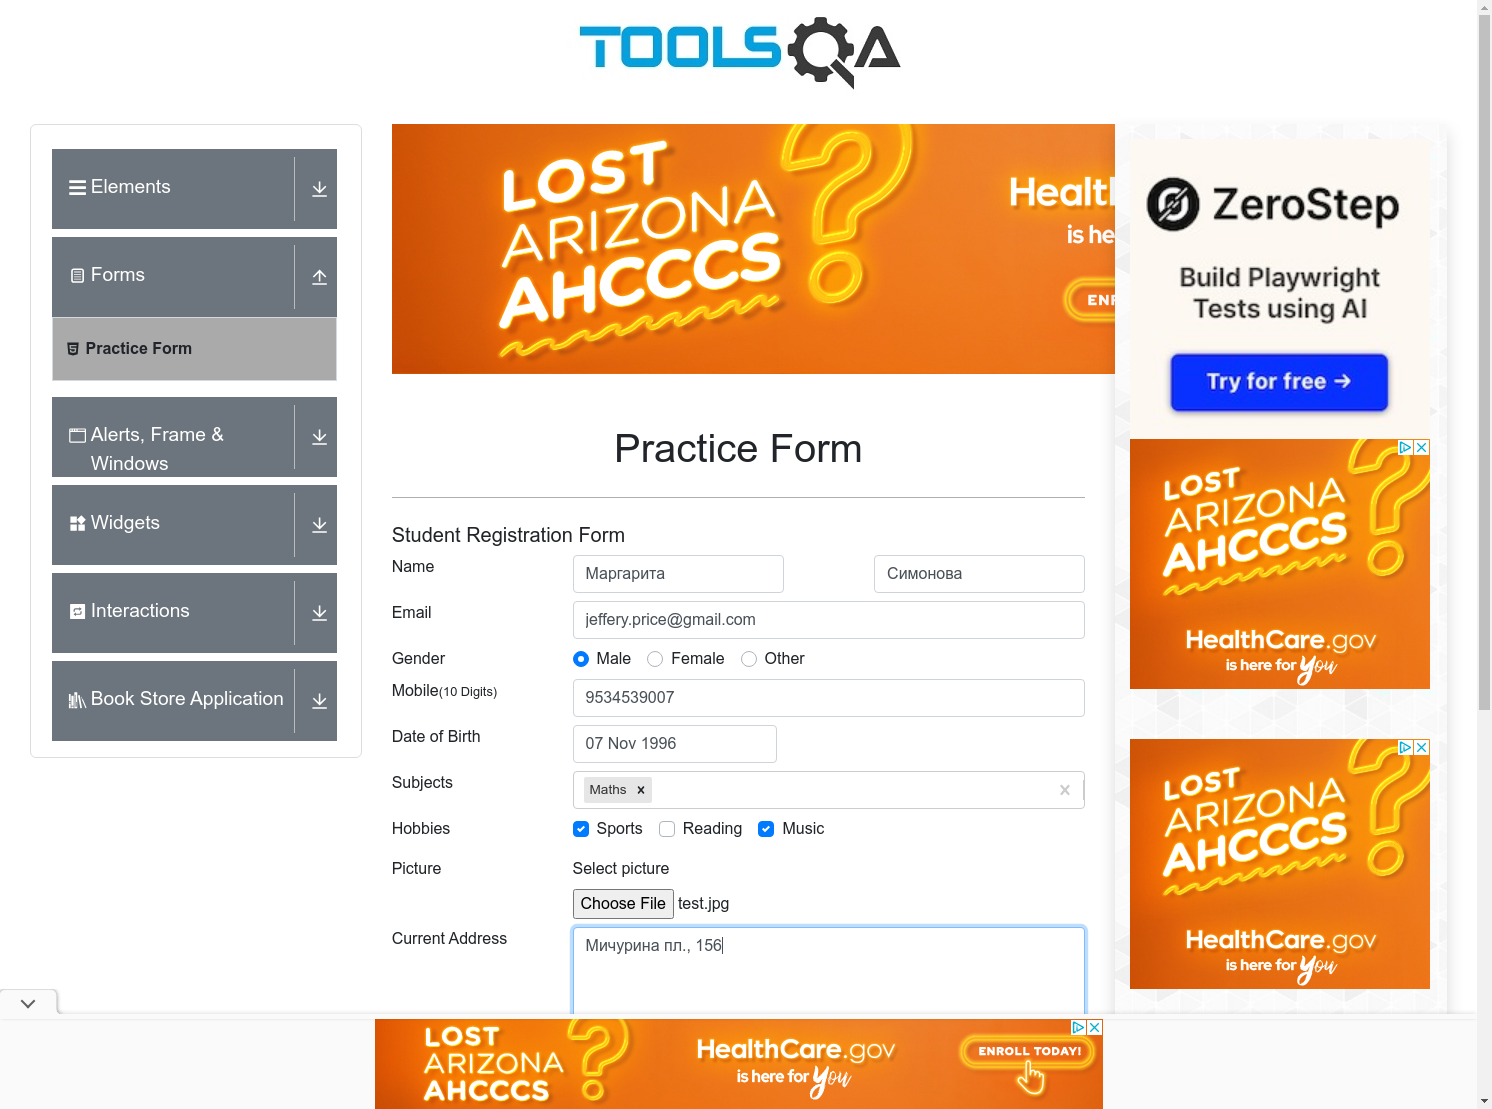 TOOLSQA
Elements
Forms
Practice Form
Alerts, Frame &
Windows
Widgets
Interactions
Book Store Application
LOST
ARIZONA
AHCCCS
?
HealthC
is he
ENR
Practice Form
Student Registration Form
Name
Маргарита
Симонова
Email
jeffery.price@gmail.com
Gender
Male
Female
Other
Mobile(10 Digits)
9534539007
Date of Birth
07 Nov 1996
Subjects
Maths
Hobbies
Sports
Reading
Music
Picture
Select picture
Choose File test.jpg
Current Address
Мичурина пл., 156
ZeroStep
Build Playwright
Tests using AI
Try for free →
LOST
ARIZONA
AHCCCS
?
HealthCare.gov
is here for You
LOST
ARIZONA
AHCCCS
?
HealthCare.gov
is here for You
LOST
ARIZONA
AHCCCS
?
HealthCare.gov
is here for You
ENROLL TODAY!